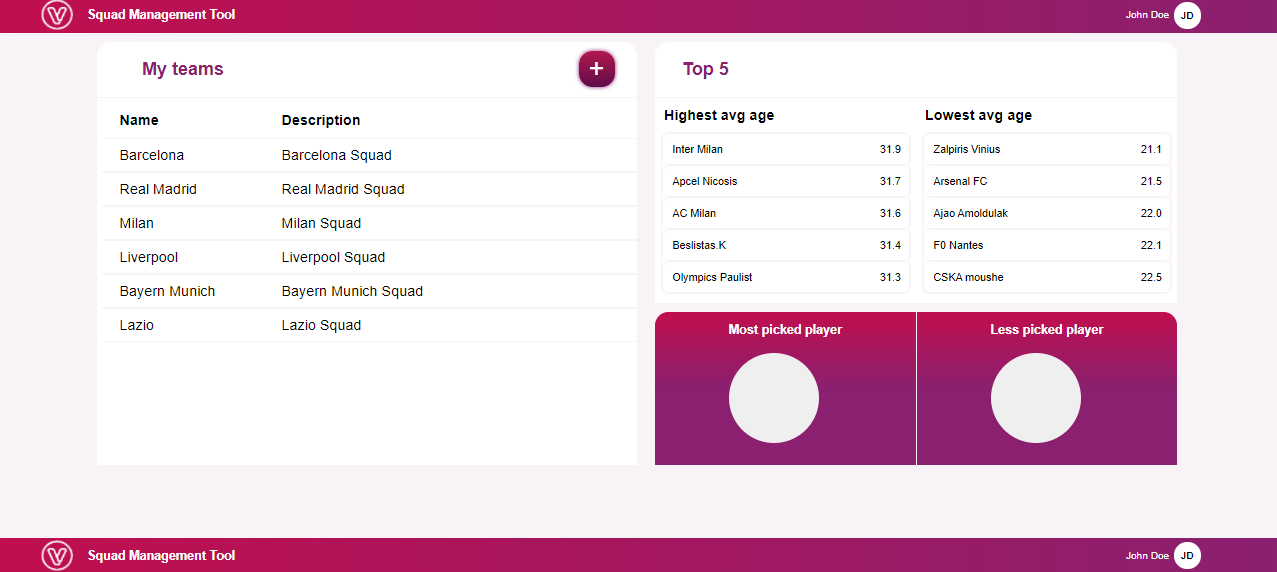 Squad Management Tool
John Doe JD
My teams
+
Name Description
Barcelona Barcelona Squad
Real Madrid Real Madrid Squad
Milan Milan Squad
Liverpool Liverpool Squad
Bayern Munich Bayern Munich Squad
Lazio Lazio Squad
Top 5
Highest avg age
Inter Milan 31.9
Apcel Nicosis 31.7
AC Milan 31.6
Beslistas.K 31.4
Olympics Paulist 31.3
Lowest avg age
Zalpiris Vinius 21.1
Arsenal FC 21.5
Ajao Amoldulak 22.0
F0 Nantes 22.1
CSKA moushe 22.5
Most picked player
Less picked player
Squad Management Tool
John Doe JD